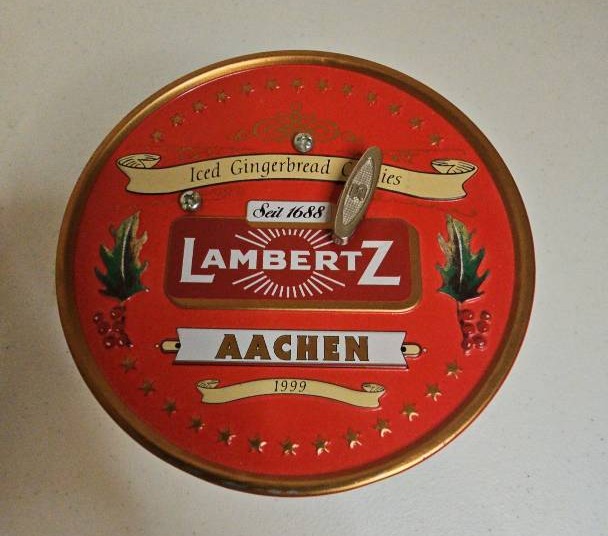 Iced Gingerbread
Seit 1688
LAMBERTZ
AACHEN
1999